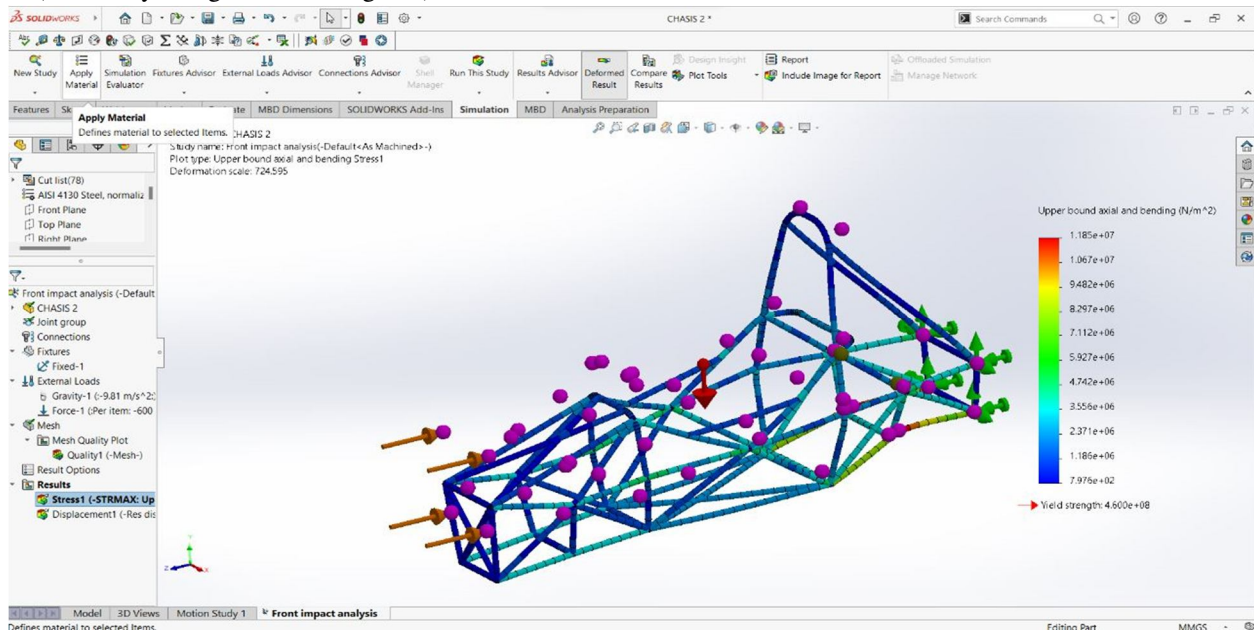 SOLIDWORKS
CHASIS 2 *
Search Commands
New Study
Apply Material
Simulation Evaluator
Fixtures Advisor
External Loads Advisor
Connections Advisor
Shell Manager
Run This Study
Results Advisor
Deformed Result
Compare Results
Design Insight
Plot Tools
Report
Include Image for Report
Offloaded Simulation
Manage Network
Features
MBD Dimensions
SOLIDWORKS Add-Ins
Simulation
MBD
Analysis Preparation
Apply Material
Defines material to selected Items.
CHASIS 2
Study name: Front impact analysis(-Default<As Machined>-)
Plot type: Upper bound axial and bending Stress1
Deformation scale: 724.595
Cut list(78)
AISI 4130 Steel, normaliz
Front Plane
Top Plane
Right Plane
Front impact analysis (-Default
CHASIS 2
Joint group
Connections
Fixtures
Fixed-1
External Loads
Gravity-1 (:-9.81 m/s^2:)
Force-1 (:Per item: -600
Mesh
Mesh Quality Plot
Quality1 (-Mesh-)
Result Options
Results
Stress1 (-STRMAX: Up
Displacement1 (-Res dis
Upper bound axial and bending (N/m^2)
1.185e+07
1.067e+07
9.482e+06
8.297e+06
7.112e+06
5.927e+06
4.742e+06
3.556e+06
2.371e+06
1.186e+06
7.976e+02
Yield strength: 4.600e+08
Model
3D Views
Motion Study 1
Front impact analysis
Defines material to selected Items.
Editing Part
MMGS